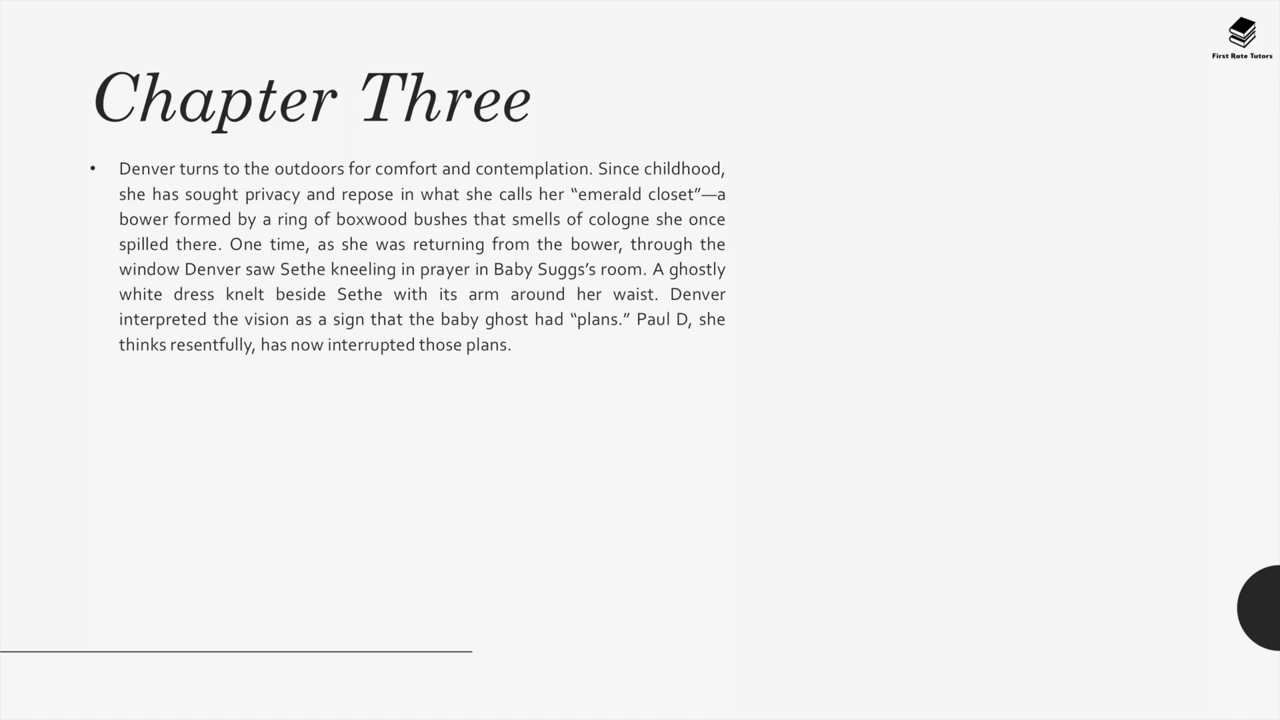 First Rate Tutors
Chapter Three
• Denver turns to the outdoors for comfort and contemplation. Since childhood,
she has sought privacy and repose in what she calls her “emerald closet”—a
bower formed by a ring of boxwood bushes that smells of cologne she once
spilled there. One time, as she was returning from the bower, through the
window Denver saw Sethe kneeling in prayer in Baby Suggs’s room. A ghostly
white dress knelt beside Sethe with its arm around her waist. Denver
interpreted the vision as a sign that the baby ghost had “plans.” Paul D, she
thinks resentfully, has now interrupted those plans.